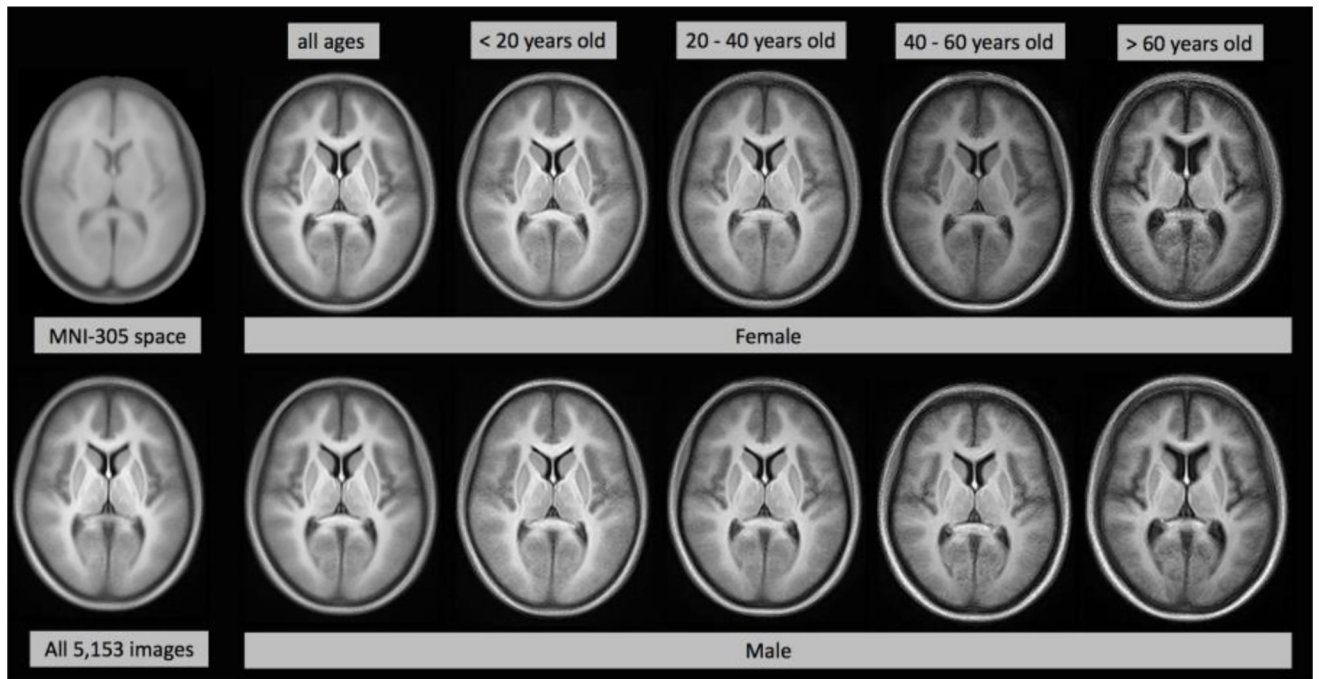 all ages
< 20 years old
20 - 40 years old
40 - 60 years old
> 60 years old
MNI-305 space
Female
All 5,153 images
Male